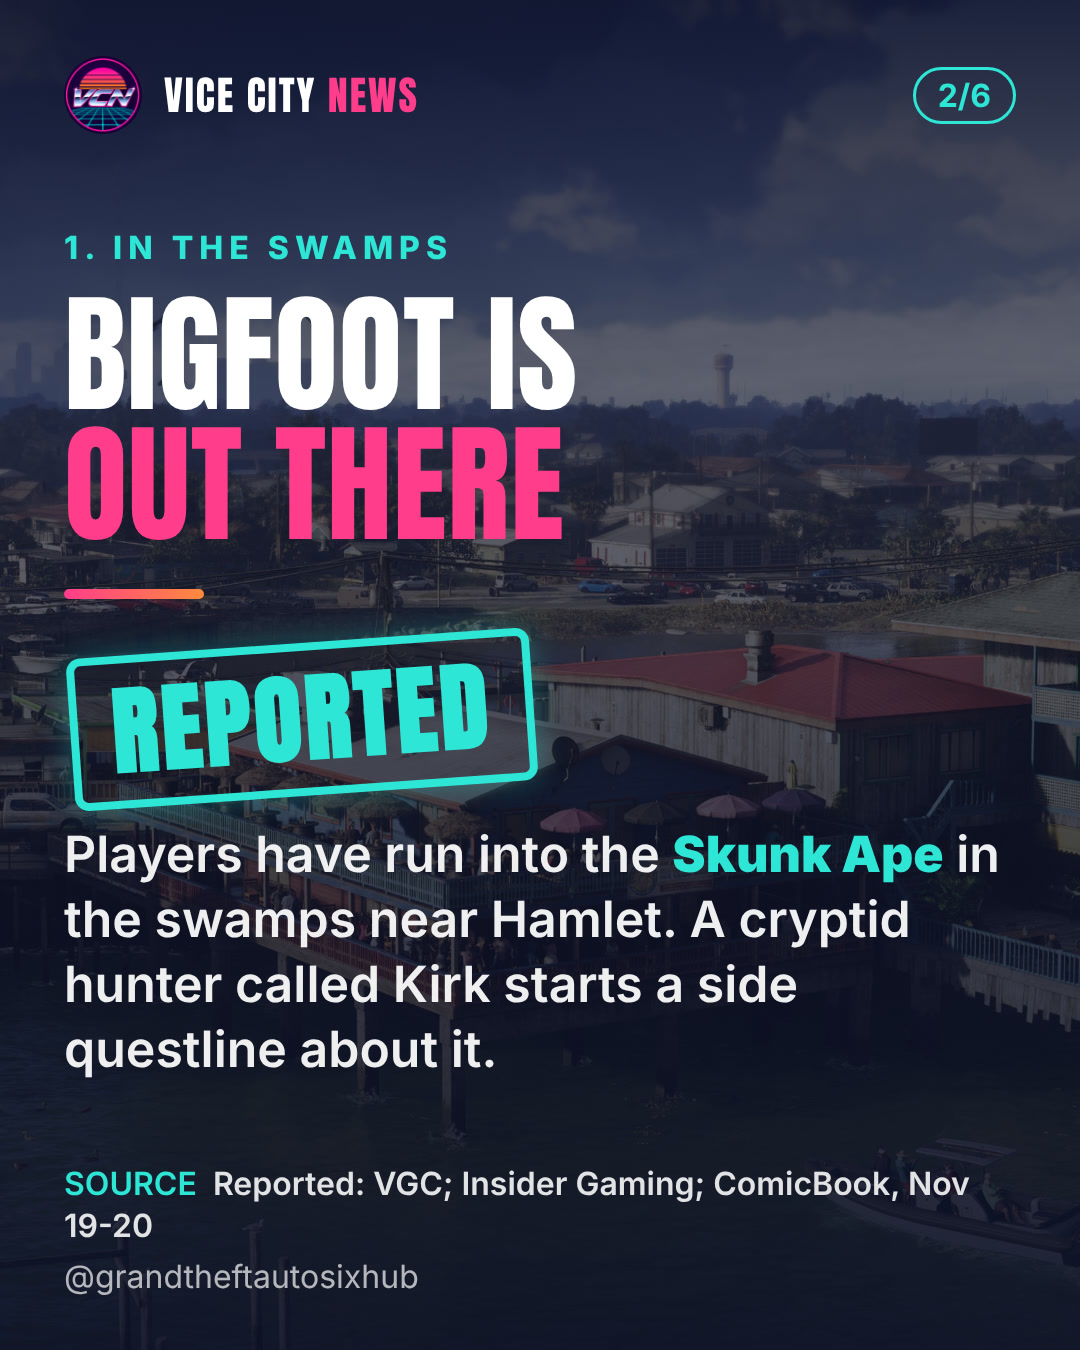 VCN
VICE CITY NEWS
2/6
1. IN THE SWAMPS
BIGFOOT IS
OUT THERE
REPORTED
Players have run into the Skunk Ape in
the swamps near Hamlet. A cryptid
hunter called Kirk starts a side
questline about it.
SOURCE Reported: VGC; Insider Gaming; ComicBook, Nov
19-20
@grandtheftautosixhub